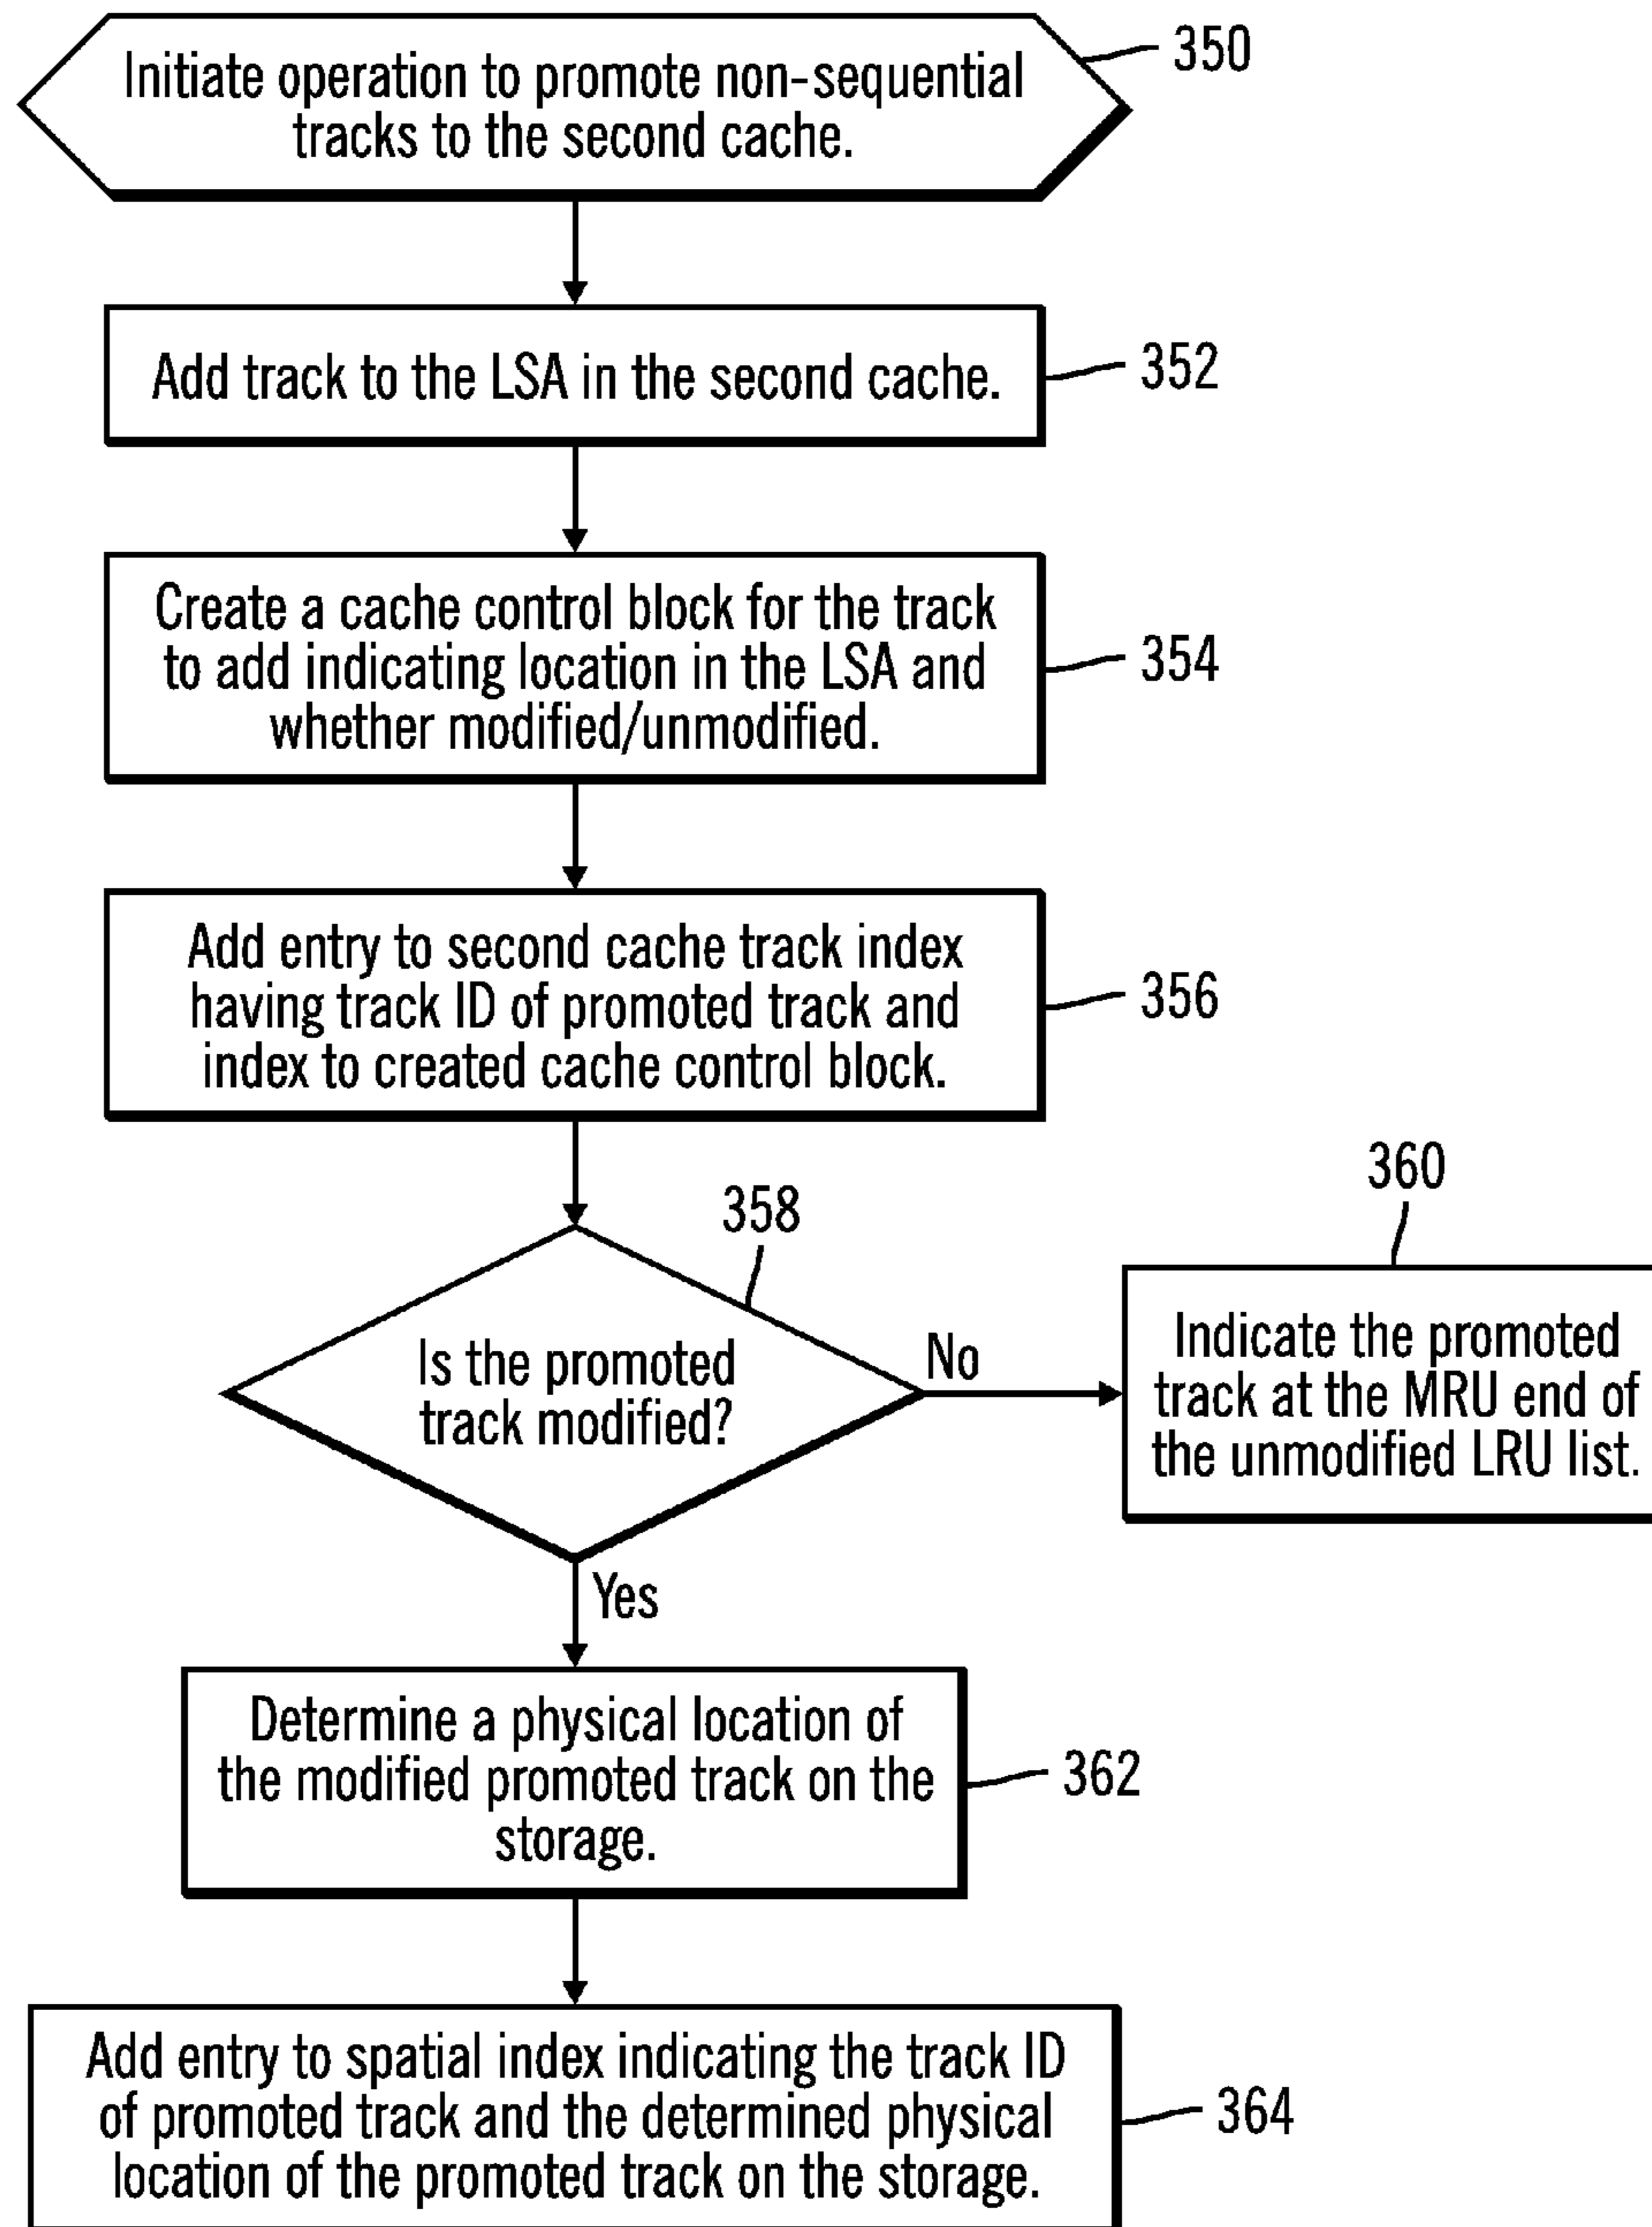 Initiate operation to promote non-sequential
tracks to the second cache.
350
Add track to the LSA in the second cache.
352
Create a cache control block for the track
to add indicating location in the LSA and
whether modified/unmodified.
354
Add entry to second cache track index
having track ID of promoted track and
index to created cache control block.
356
358
Is the promoted
track modified?
No
360
Indicate the promoted
track at the MRU end of
the unmodified LRU list.
Yes
Determine a physical location of
the modified promoted track on the
storage.
362
Add entry to spatial index indicating the track ID
of promoted track and the determined physical
location of the promoted track on the storage.
364